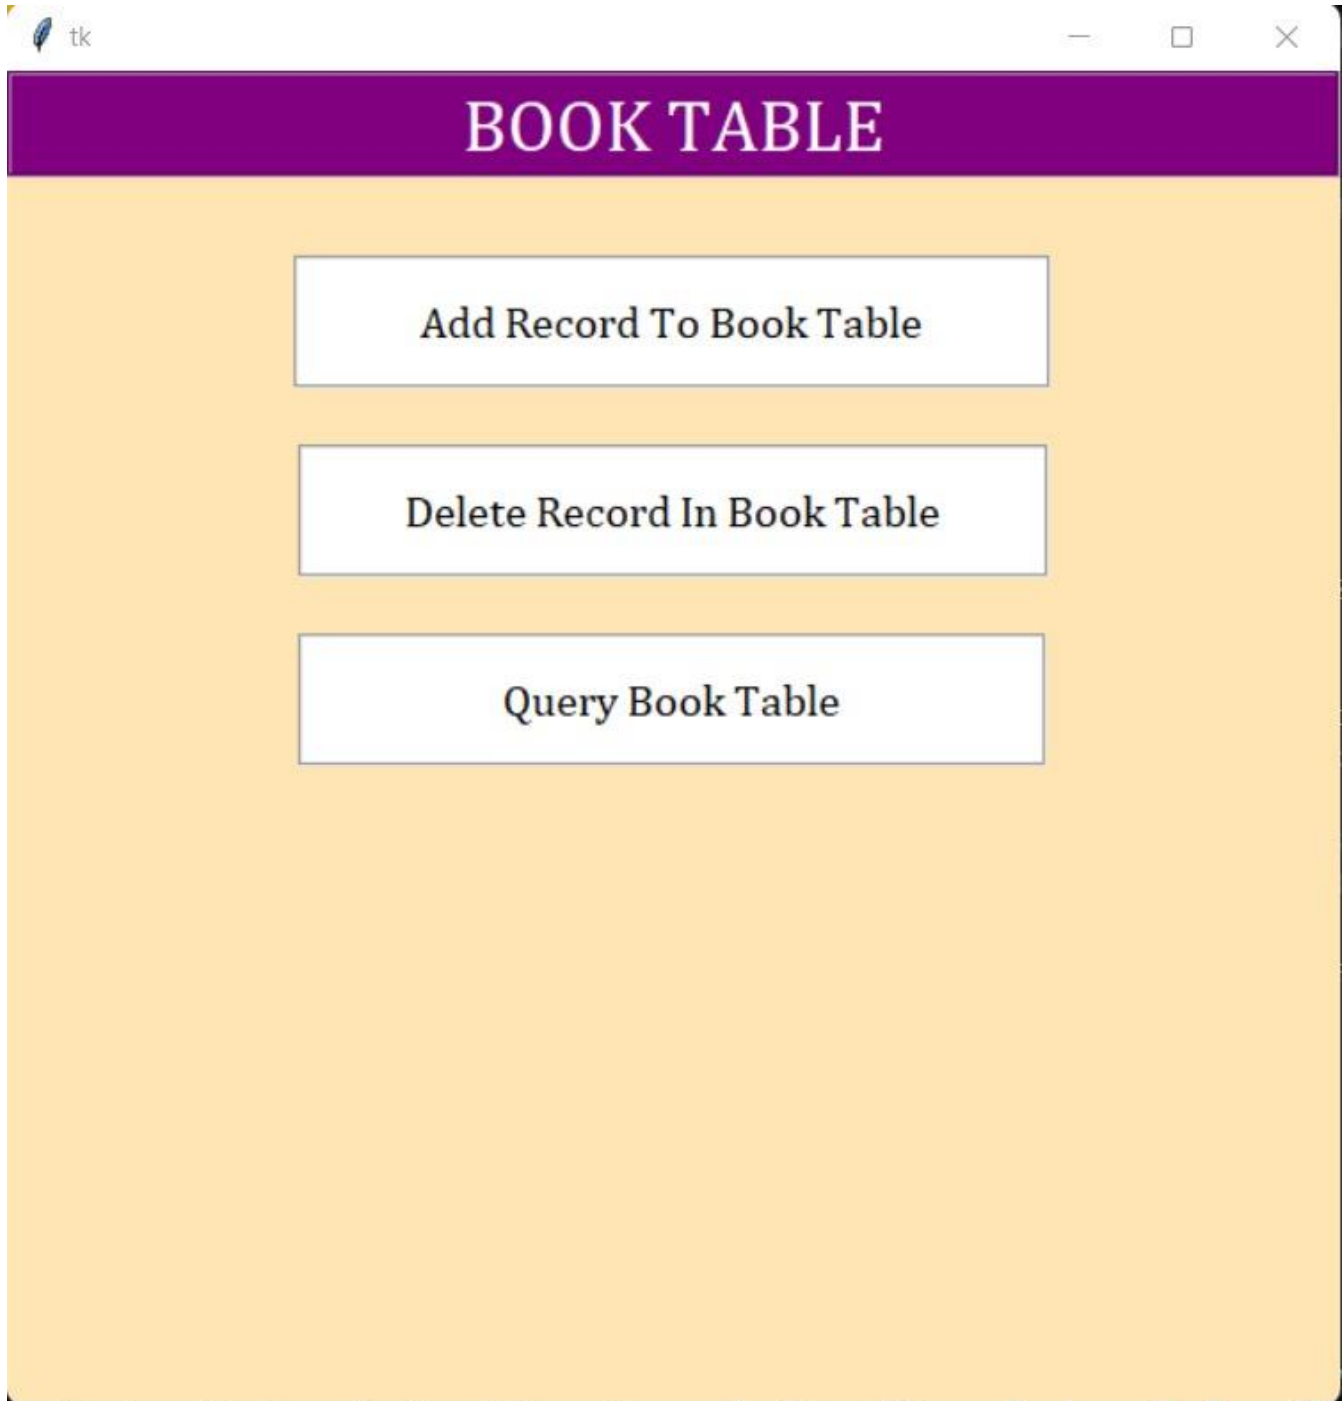 tk
BOOK TABLE
Add Record To Book Table
Delete Record In Book Table
Query Book Table